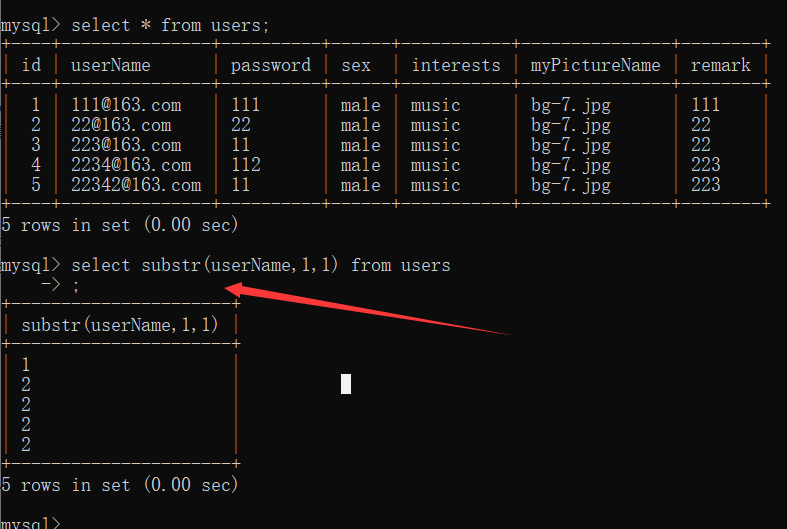 mysql> select * from users;
+----+---------------+----------+------+-----------+---------------+--------+
| id | userName | password | sex | interests | myPictureName | remark |
+----+---------------+----------+------+-----------+---------------+--------+
| 1 | 111@163.com | 111 | male | music | bg-7.jpg | 111 |
| 2 | 22@163.com | 22 | male | music | bg-7.jpg | 22 |
| 3 | 223@163.com | 11 | male | music | bg-7.jpg | 22 |
| 4 | 2234@163.com | 112 | male | music | bg-7.jpg | 223 |
| 5 | 22342@163.com | 11 | male | music | bg-7.jpg | 223 |
+----+---------------+----------+------+-----------+---------------+--------+
5 rows in set (0.00 sec)
mysql> select substr(userName,1,1) from users
-> ;
+----------------------+
| substr(userName,1,1) |
+----------------------+
| 1 |
| 2 |
| 2 |
| 2 |
| 2 |
+----------------------+
5 rows in set (0.00 sec)
mysql>